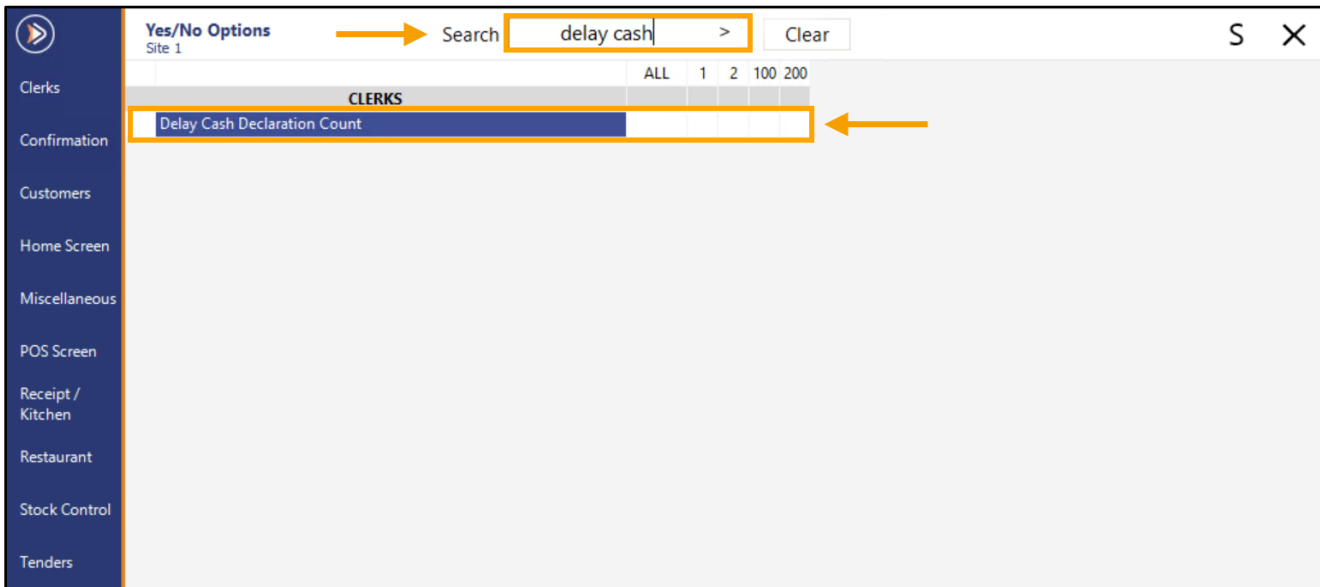 Yes/No Options
Site 1
Search delay cash > Clear S X
ALL 1 2 100 200
CLERKS
Delay Cash Declaration Count
Clerks
Confirmation
Customers
Home Screen
Miscellaneous
POS Screen
Receipt /
Kitchen
Restaurant
Stock Control
Tenders